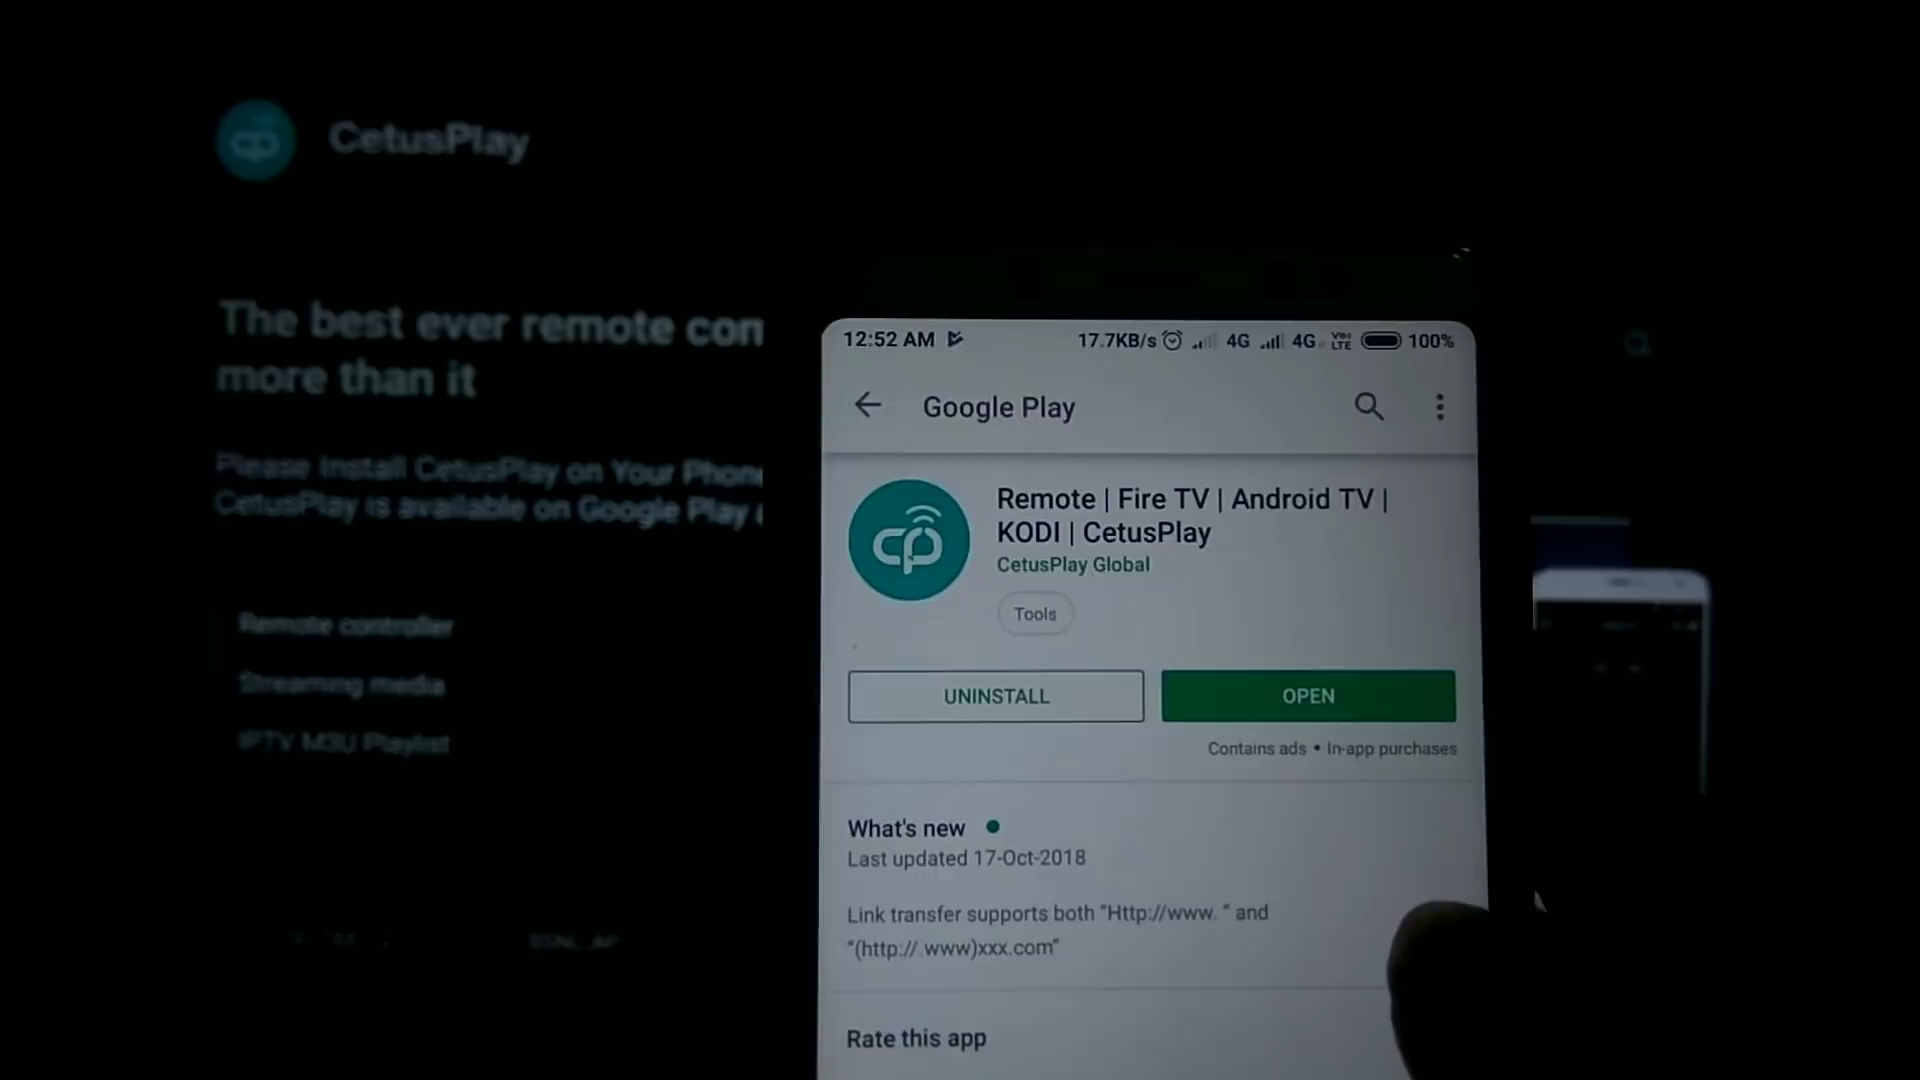 CetusPlay
The best ever remote con
more than it
Please Install CetusPlay on Your Phone
CetusPlay is available on Google Play
Remote controller
Streaming media
IPTV M3U Playlist
12:52 AM
17.7KB/s 4G 4G VoLTE 100%
Google Play
Remote | Fire TV | Android TV |
KODI | CetusPlay
CetusPlay Global
Tools
UNINSTALL
OPEN
Contains ads • In-app purchases
What's new
Last updated 17-Oct-2018
Link transfer supports both “Http://www. ” and
“(http:// www)xxx.com”
Rate this app